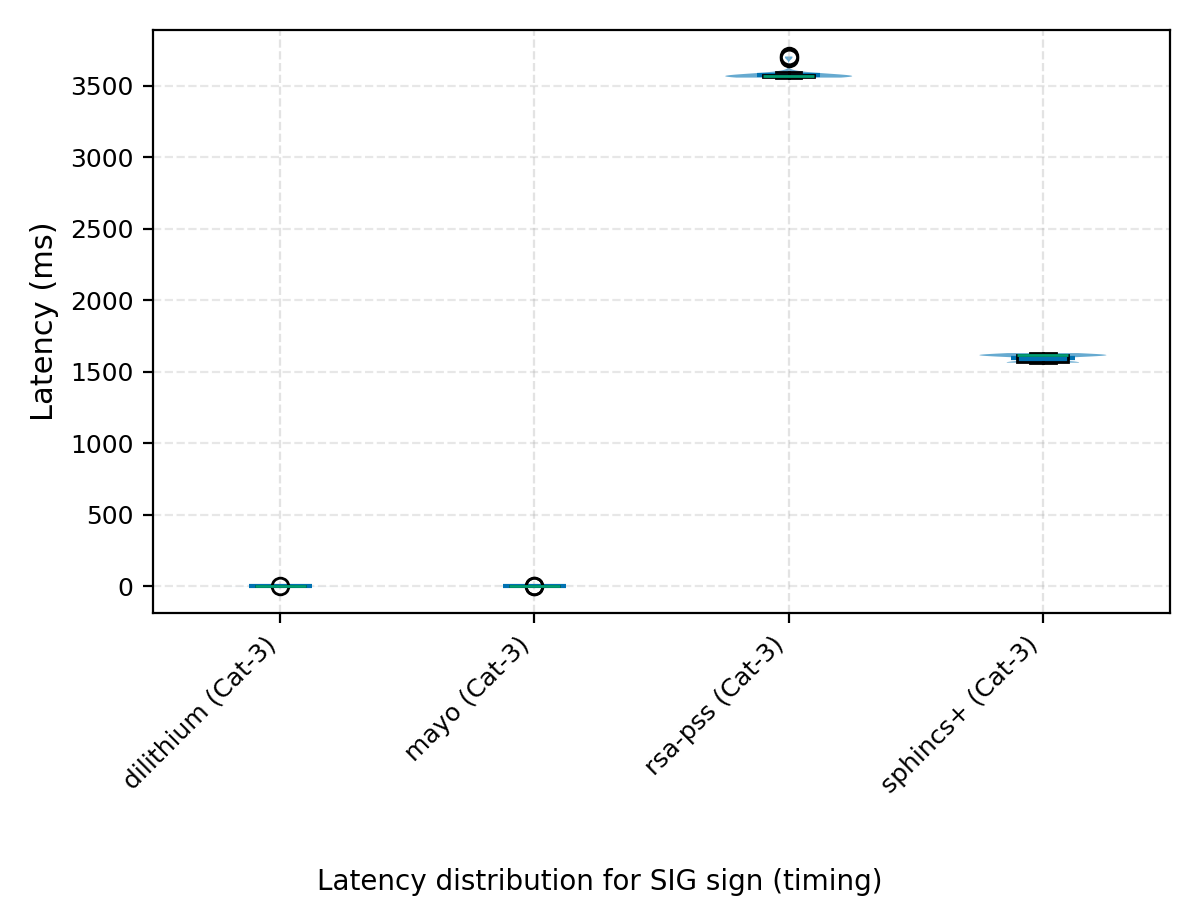 Latency (ms)
3500
3000
2500
2000
1500
1000
500
0
dilithium (Cat-3)
mayo (Cat-3)
rsa-pss (Cat-3)
sphincs+ (Cat-3)
Latency distribution for SIG sign (timing)